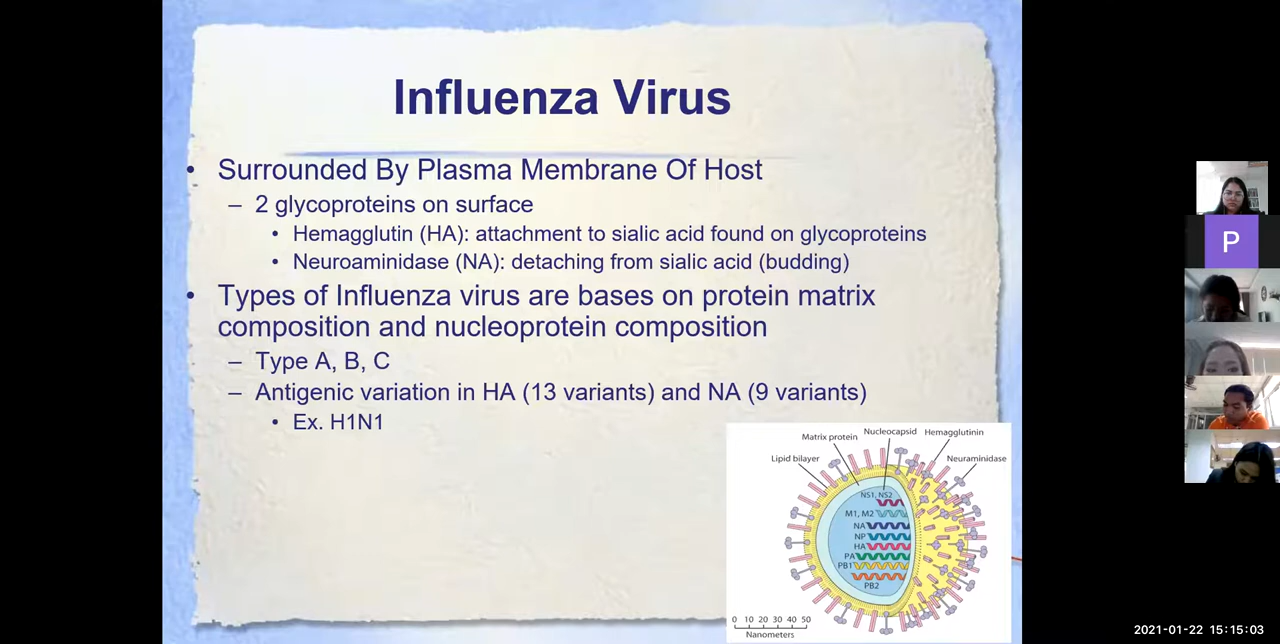 Influenza Virus
• Surrounded By Plasma Membrane Of Host
– 2 glycoproteins on surface
• Hemagglutin (HA): attachment to sialic acid found on glycoproteins
• Neuroaminidase (NA): detaching from sialic acid (budding)
• Types of Influenza virus are bases on protein matrix
composition and nucleoprotein composition
– Type A, B, C
– Antigenic variation in HA (13 variants) and NA (9 variants)
• Ex. H1N1
Nucleocapsid
Matrix protein
Hemagglutinin
Lipid bilayer
Neuraminidase
NS1, NS2
M1, M2
NA
NP
HA
PA
PB1
PB2
0 10 20 30 40 50
Nanometers
P
2021-01-22 15:15:03